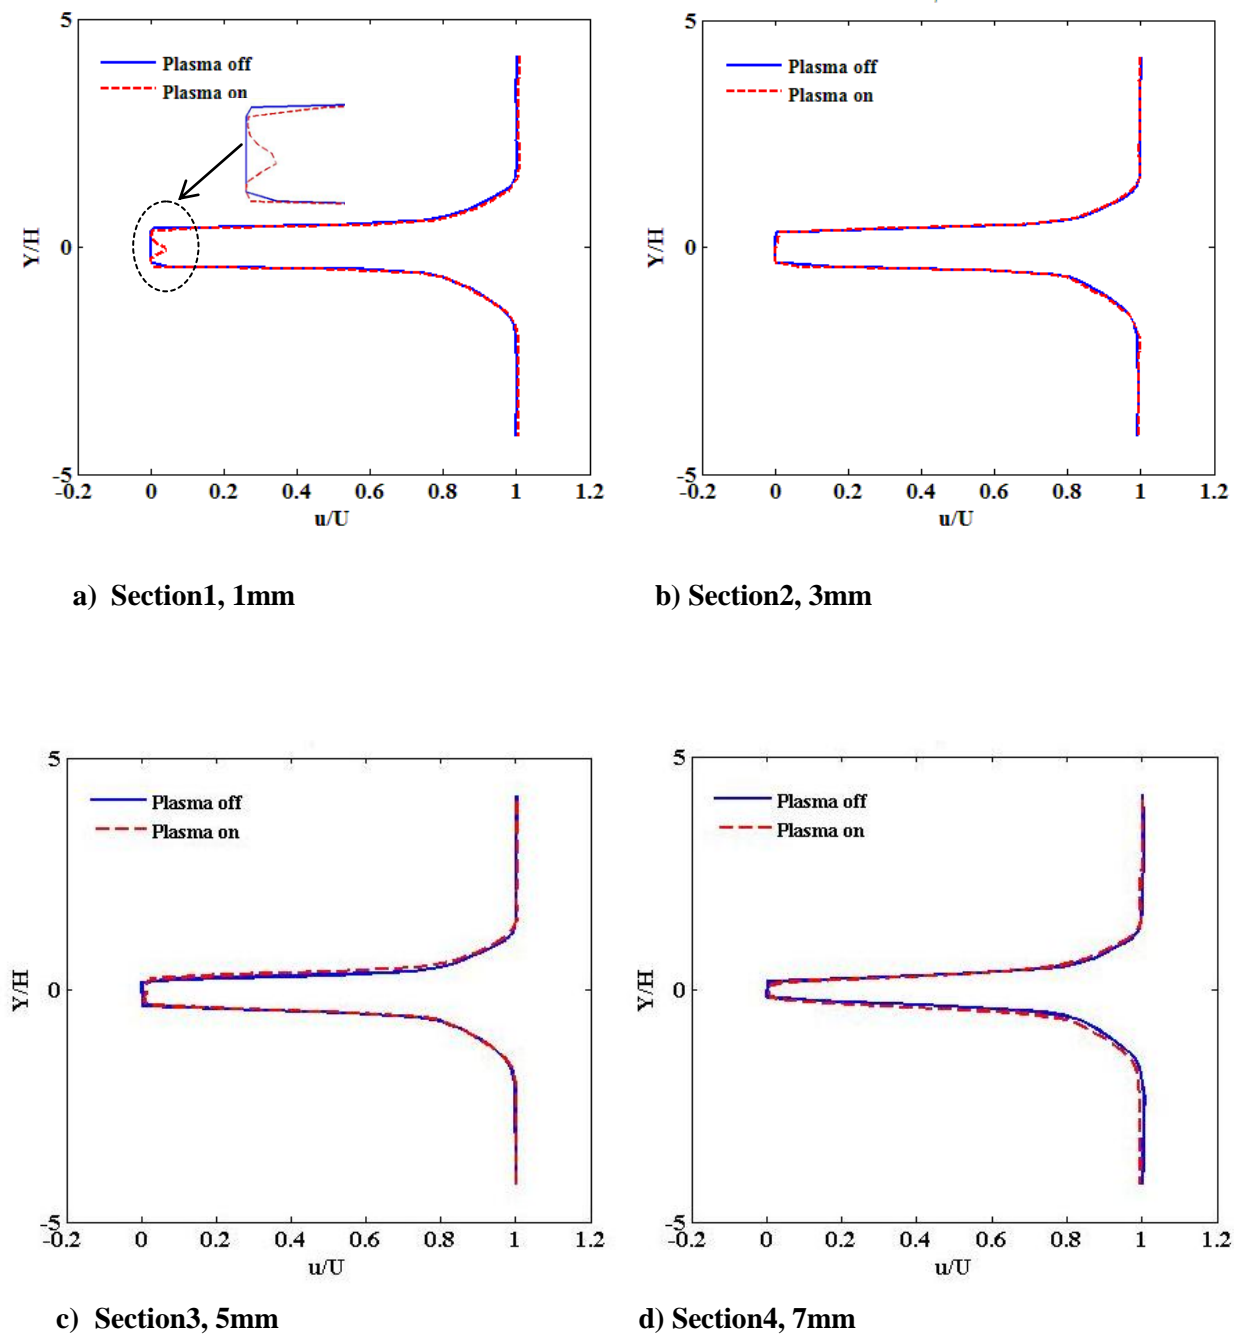 5
Plasma off
Plasma on
Y/H
0
-5
-0.2 0 0.2 0.4 0.6 0.8 1 1.2
u/U
a) Section1, 1mm
5
Plasma off
Plasma on
Y/H
0
-5
-0.2 0 0.2 0.4 0.6 0.8 1 1.2
u/U
b) Section2, 3mm
5
Plasma off
Plasma on
Y/H
0
-5
-0.2 0 0.2 0.4 0.6 0.8 1 1.2
u/U
c) Section3, 5mm
5
Plasma off
Plasma on
Y/H
0
-5
-0.2 0 0.2 0.4 0.6 0.8 1 1.2
u/U
d) Section4, 7mm